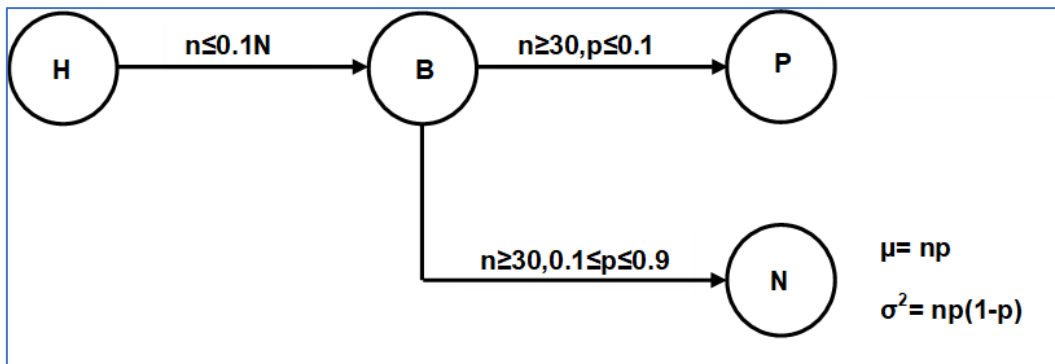 H
n≤0.1N
B
n≥30,p≤0.1
P
n≥30,0.1≤p≤0.9
N
μ= np
σ²= np(1-p)